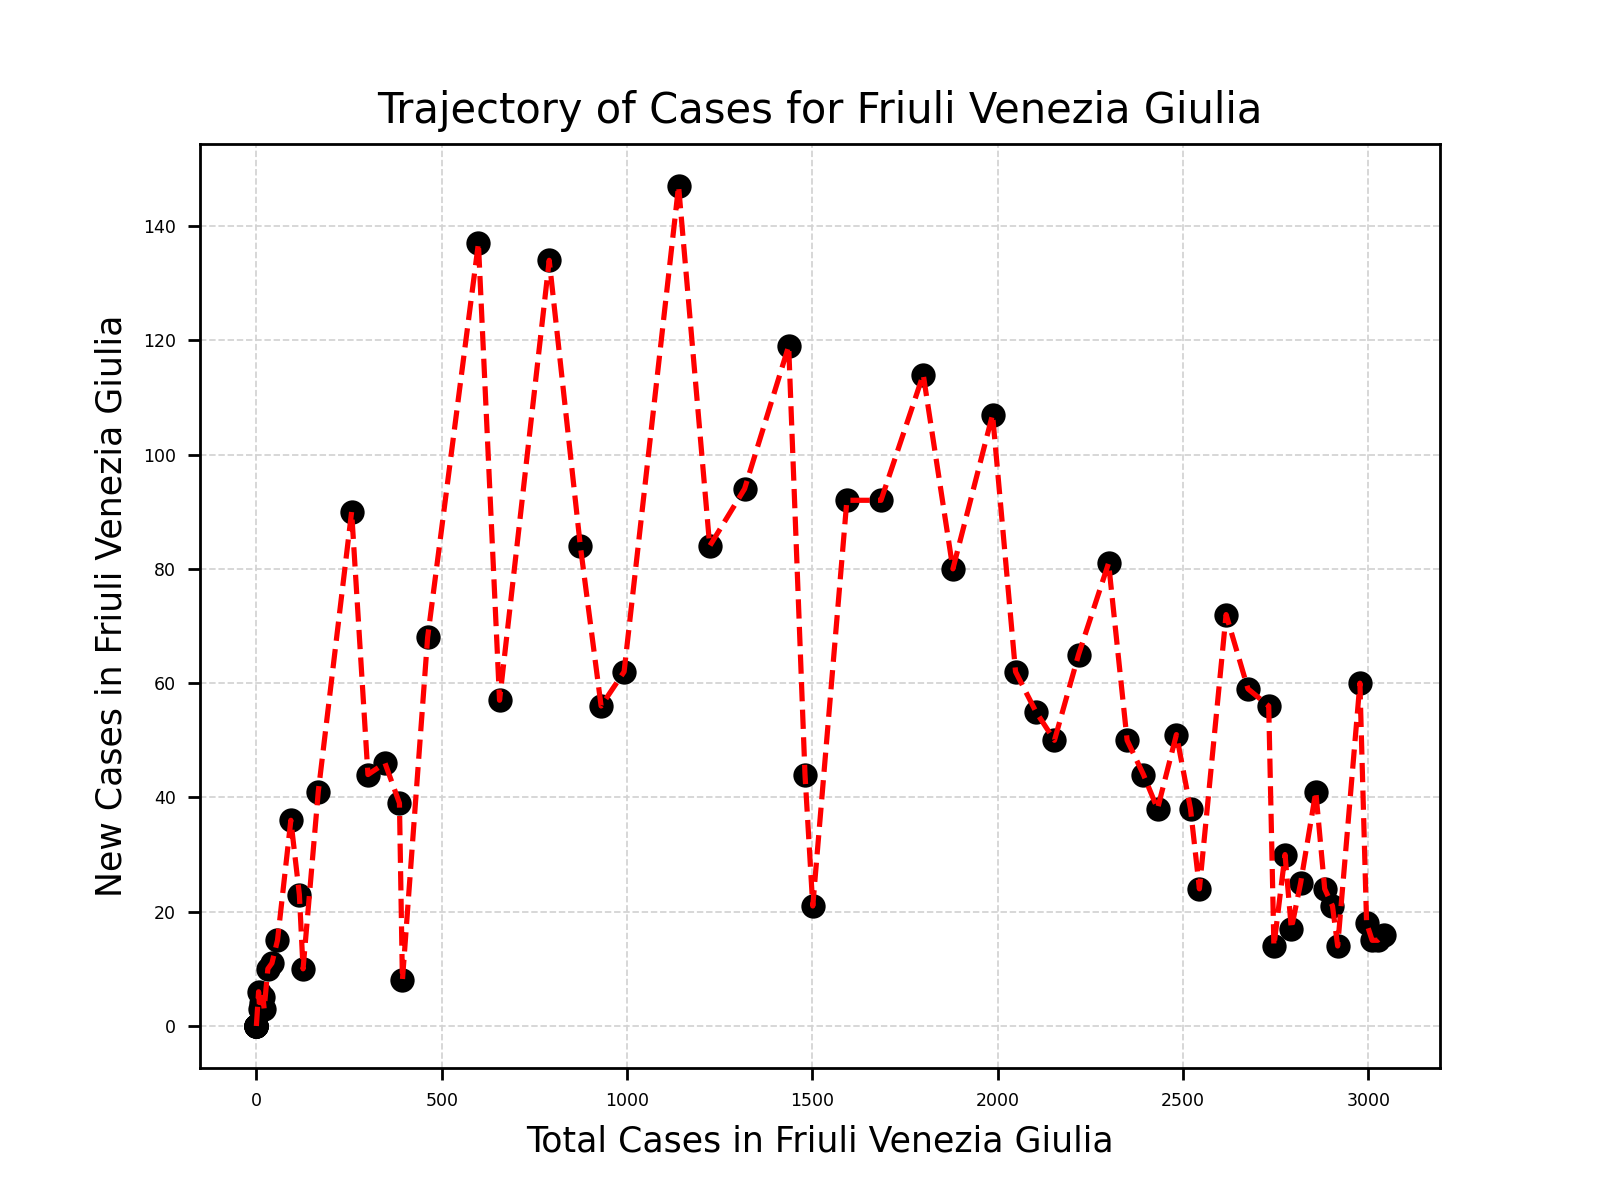 Trajectory of Cases for Friuli Venezia Giulia
New Cases in Friuli Venezia Giulia
140
120
100
80
60
40
20
0
0 500 1000 1500 2000 2500 3000
Total Cases in Friuli Venezia Giulia